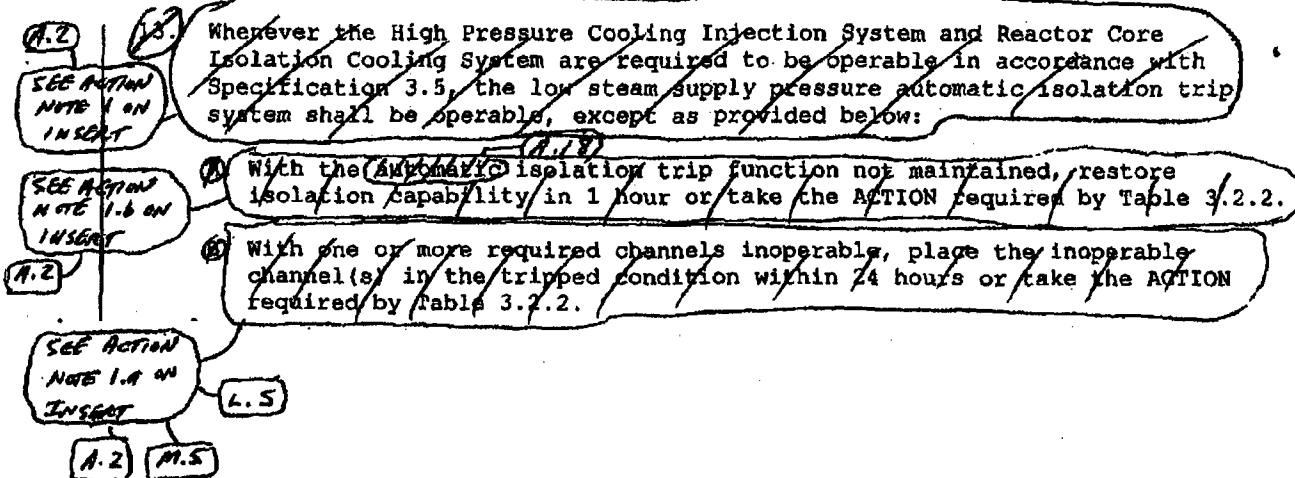 A.2
13. Whenever the High Pressure Cooling Injection System and Reactor Core
Isolation Cooling System are required to be operable in accordance with
Specification 3.5, the low steam supply pressure automatic isolation trip
system shall be operable, except as provided below:
SEE ACTION
NOTE 1 ON
INSERT
A.18
With the automatic isolation trip function not maintained, restore
isolation capability in 1 hour or take the ACTION required by Table 3.2.2.
SEE ACTION
NOTE 1.b ON
INSERT
A.2
With one or more required channels inoperable, place the inoperable
channel(s) in the tripped condition within 24 hours or take the ACTION
required by Table 3.2.2.
SEE ACTION
NOTE 1.a ON
INSERT
L.5
A.2 M.5